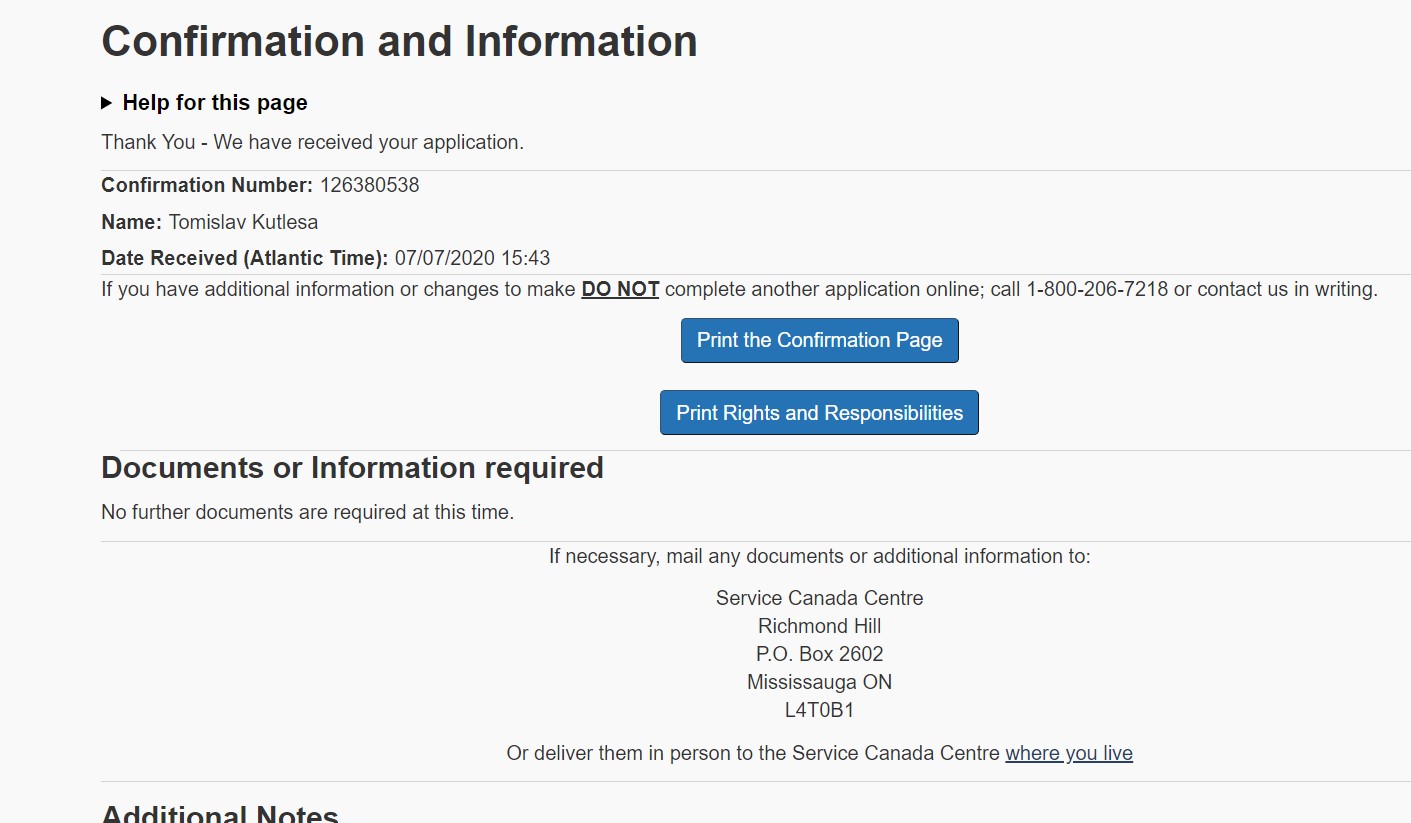 Confirmation and Information
Help for this page
Thank You - We have received your application.
Confirmation Number: 126380538
Name: Tomislav Kutlesa
Date Received (Atlantic Time): 07/07/2020 15:43
If you have additional information or changes to make DO NOT complete another application online; call 1-800-206-7218 or contact us in writing.
Print the Confirmation Page
Print Rights and Responsibilities
Documents or Information required
No further documents are required at this time.
If necessary, mail any documents or additional information to:
Service Canada Centre
Richmond Hill
P.O. Box 2602
Mississauga ON
L4T0B1
Or deliver them in person to the Service Canada Centre where you live
Additional Notes